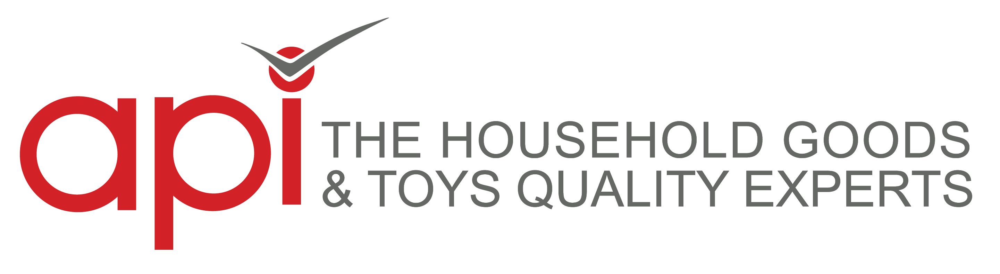 api
THE HOUSEHOLD GOODS
& TOYS QUALITY EXPERTS